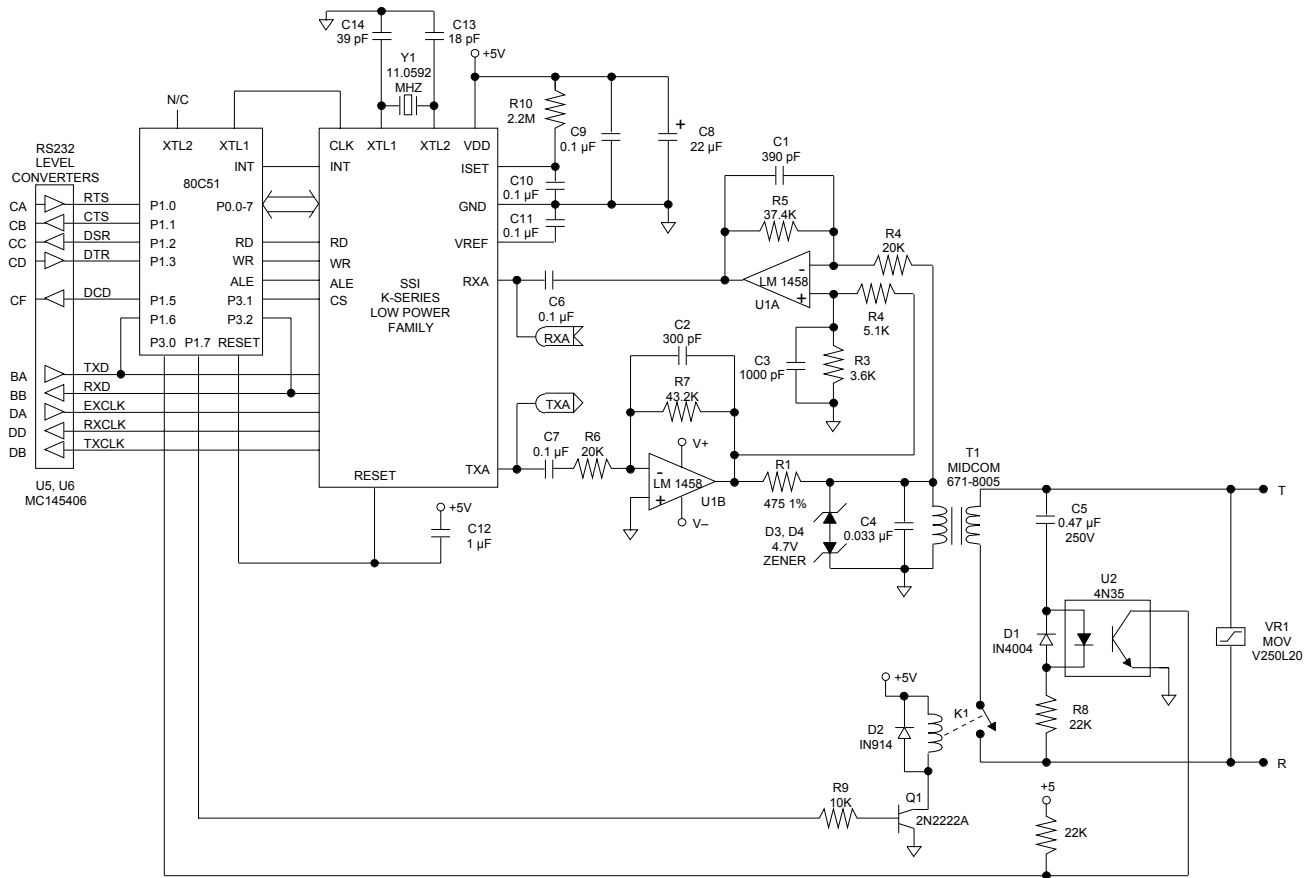 C14
39 pF
C13
18 pF
Y1
11.0592
MHZ
+5V
N/C
R10
2.2M
C9
0.1 µF
+
C8
22 µF
C1
390 pF
RS232
LEVEL
CONVERTERS
XTL2
XTL1
INT
80C51
P1.0
P0.0-7
P1.1
P1.2
RD
WR
P1.3
ALE
P1.5
P3.1
P1.6
P3.2
P3.0
P1.7
RESET
CLK
XTL1
XTL2
VDD
INT
ISET
GND
VREF
RD
WR
ALE
CS
RXA
SSI
K-SERIES
LOW POWER
FAMILY
TXA
RESET
CA
RTS
CB
CTS
CC
DSR
CD
DTR
CF
DCD
BA
TXD
BB
RXD
DA
EXCLK
DD
RXCLK
DB
TXCLK
U5, U6
MC145406
C10
0.1 µF
C11
0.1 µF
R5
37.4K
R4
20K
-
LM 1458
+
U1A
R4
5.1K
C6
0.1 µF
RXA
C2
300 pF
C3
1000 pF
R3
3.6K
R7
43.2K
TXA
C7
0.1 µF
R6
20K
V+
-
LM 1458
+
U1B
V–
R1
475 1%
T1
MIDCOM
671-8005
D3, D4
4.7V
ZENER
C4
0.033 µF
C5
0.47 µF
250V
T
+5V
C12
1 µF
U2
4N35
D1
IN4004
VR1
MOV
V250L20
+5V
D2
IN914
K1
R8
22K
R
R9
10K
Q1
2N2222A
+5
22K